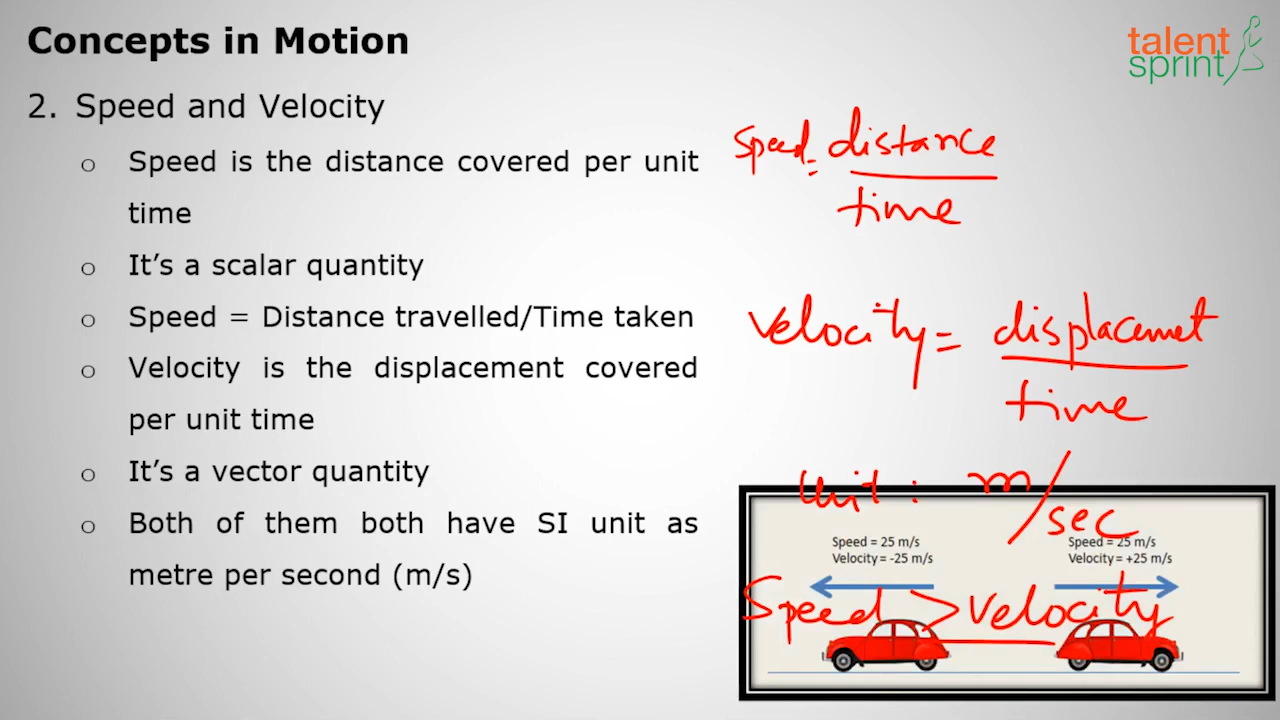 Concepts in Motion
talent
sprint
2. Speed and Velocity
o Speed is the distance covered per unit
time
o It's a scalar quantity
o Speed = Distance travelled/Time taken
o Velocity is the displacement covered
per unit time
o It's a vector quantity
o Both of them both have SI unit as
metre per second (m/s)
Speed = distance
time
Velocity = displacemet
time
Unit : m/sec
Speed = 25 m/s
Velocity = -25 m/s
Speed = 25 m/s
Velocity = +25 m/s
Speed > velocity